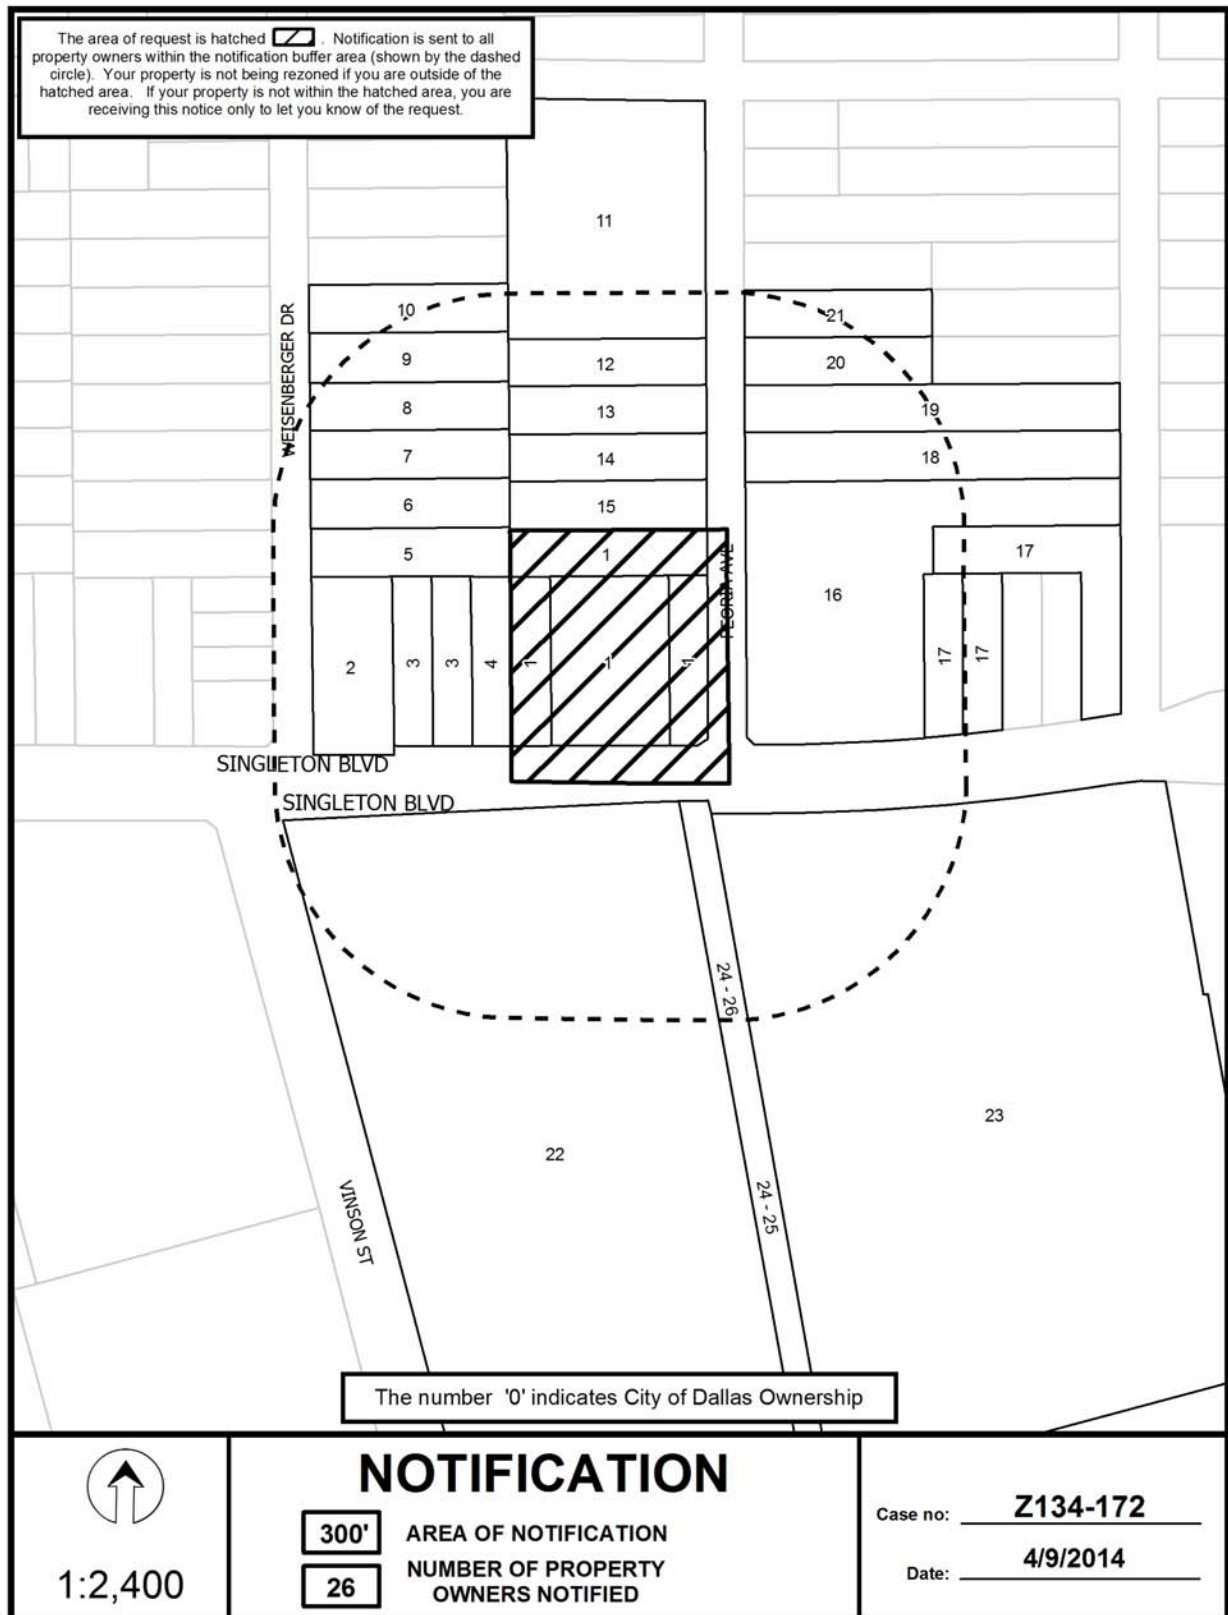 The area of request is hatched . Notification is sent to all
property owners within the notification buffer area (shown by the dashed
circle). Your property is not being rezoned if you are outside of the
hatched area. If your property is not within the hatched area, you are
receiving this notice only to let you know of the request.
11
10
21
9
12
20
WEISENBERGER DR
8
13
19
7
14
18
6
15
5
1
PEORIA AVE
17
16
2
3
3
4
1
1
1
17
17
SINGLETON BLVD
SINGLETON BLVD
24 - 26
23
22
VINSON ST
24 - 25
The number '0' indicates City of Dallas Ownership
1:2,400
NOTIFICATION
300' AREA OF NOTIFICATION
26 NUMBER OF PROPERTY
OWNERS NOTIFIED
Case no: Z134-172
Date: 4/9/2014